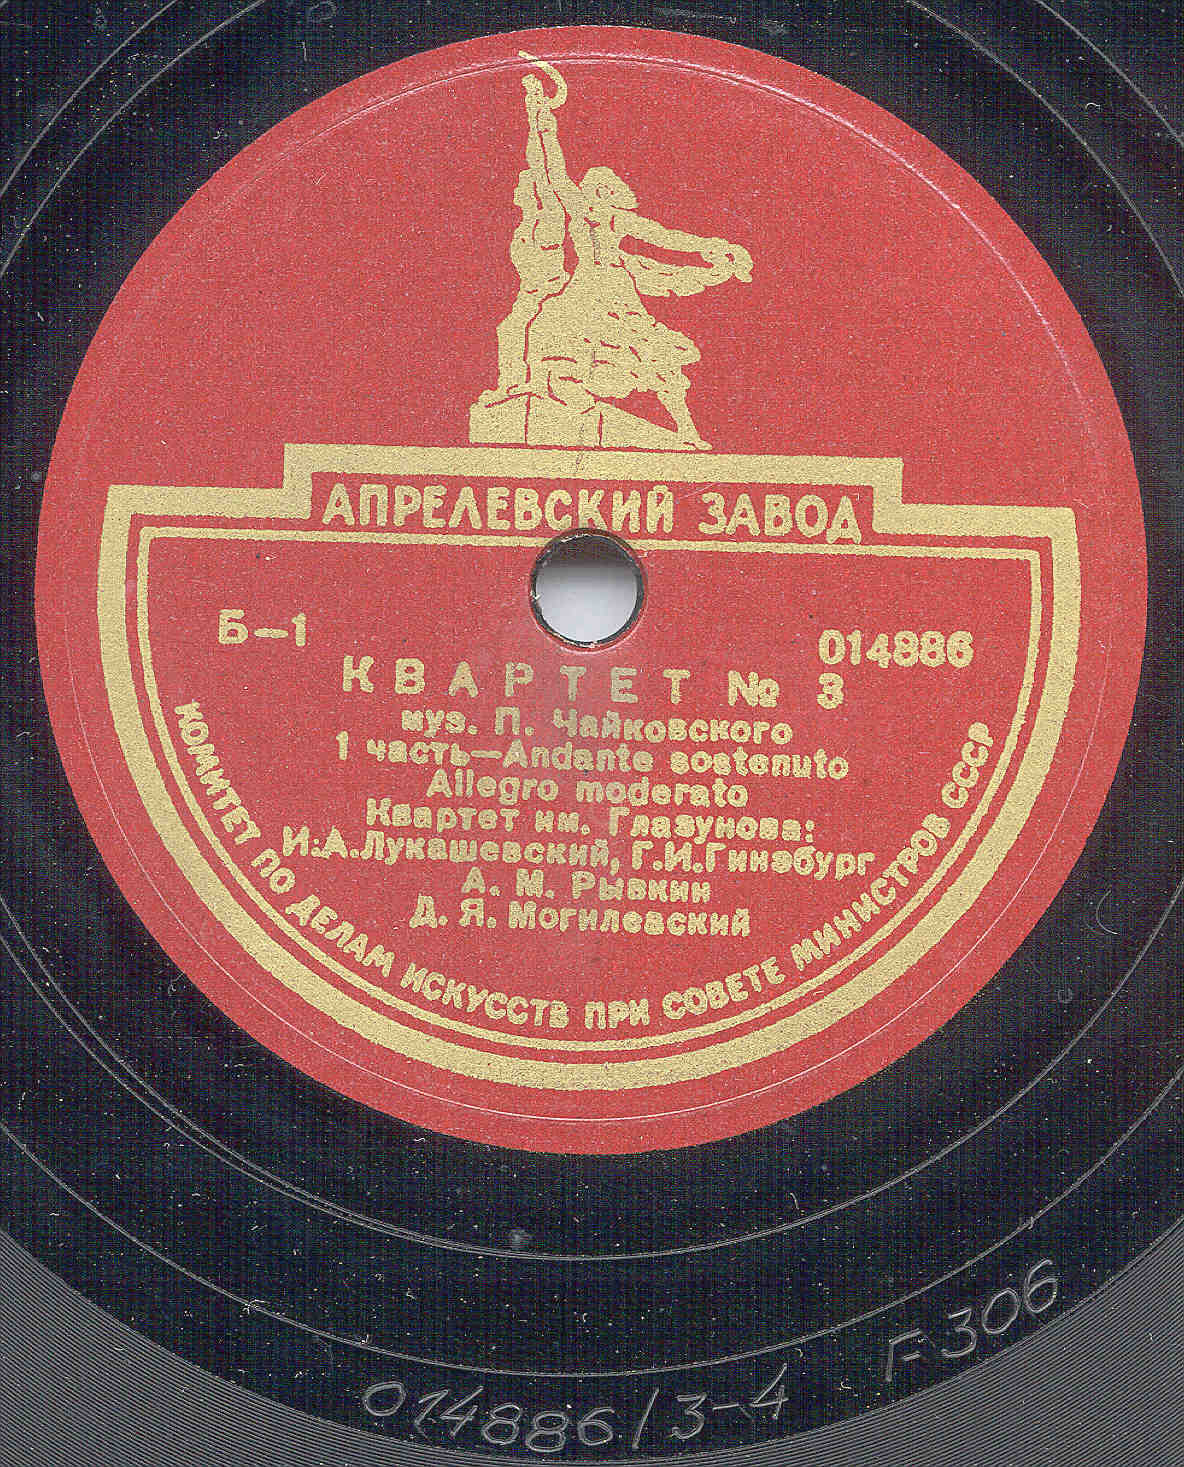 АПРЕЛЕВСКИЙ ЗАВОД
Б—1
014886
КВАРТЕТ № 3
муз. П. Чайковского
1 часть—Andante sostenuto
Allegro moderato
Квартет им. Глазунова:
И.А.Лукашевский, Г.И.Гинзбург
А. М. Рывкин
Д. Я. Могилевский
КОМИТЕТ ПО ДЕЛАМ ИСКУССТВ ПРИ СОВЕТЕ МИНИСТРОВ СССР
014886/3-4 F306